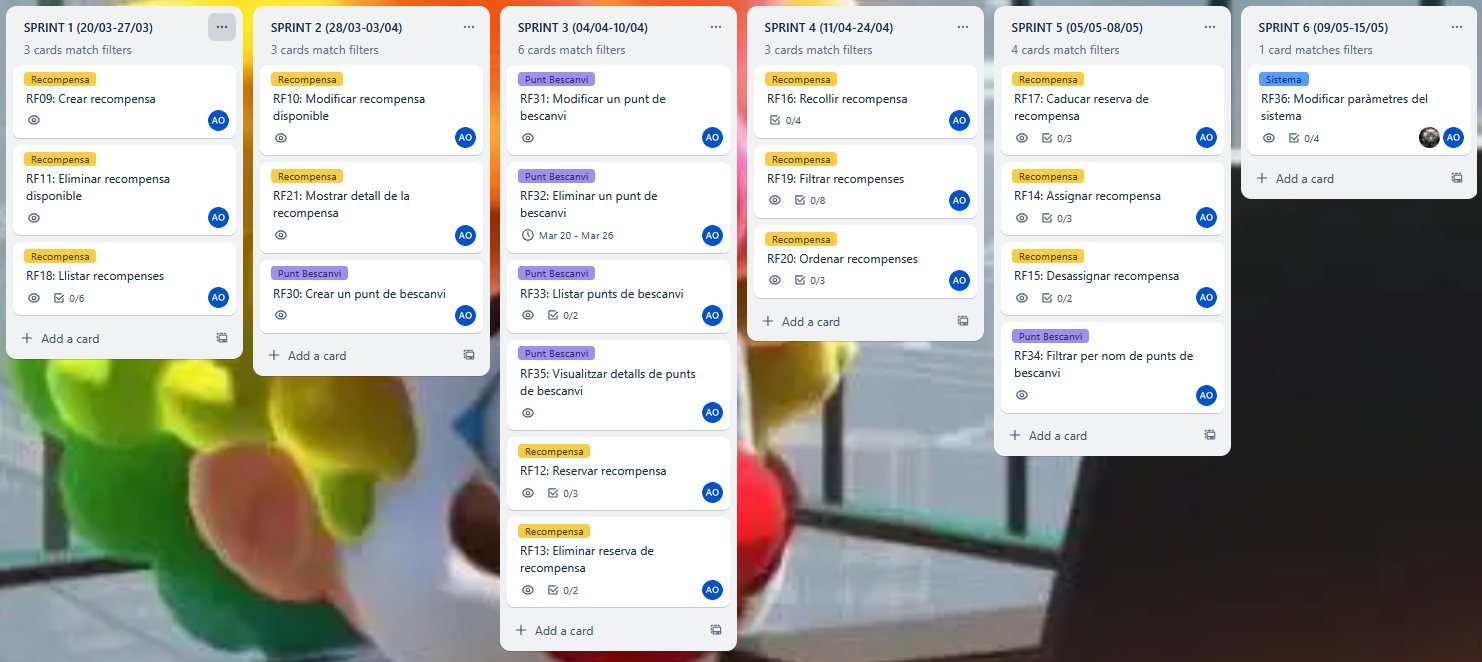 SPRINT 1 (20/03-27/03)
3 cards match filters
Recompensa
RF09: Crear recompensa
AO
Recompensa
RF11: Eliminar recompensa
disponible
AO
Recompensa
RF18: Llistar recompenses
0/6
AO
Add a card
SPRINT 2 (28/03-03/04)
3 cards match filters
Recompensa
RF10: Modificar recompensa
disponible
AO
Recompensa
RF21: Mostrar detall de la
recompensa
AO
Punt Bescanvi
RF30: Crear un punt de bescanvi
AO
Add a card
SPRINT 3 (04/04-10/04)
6 cards match filters
Punt Bescanvi
RF31: Modificar un punt de
bescanvi
AO
Punt Bescanvi
RF32: Eliminar un punt de
bescanvi
Mar 20 - Mar 26
AO
Punt Bescanvi
RF33: Llistar punts de bescanvi
0/2
AO
Punt Bescanvi
RF35: Visualitzar detalls de punts
de bescanvi
AO
Recompensa
RF12: Reservar recompensa
0/3
AO
Recompensa
RF13: Eliminar reserva de
recompensa
0/2
AO
Add a card
SPRINT 4 (11/04-24/04)
3 cards match filters
Recompensa
RF16: Recollir recompensa
0/4
AO
Recompensa
RF19: Filtrar recompenses
0/8
AO
Recompensa
RF20: Ordenar recompenses
0/3
AO
Add a card
SPRINT 5 (05/05-08/05)
4 cards match filters
Recompensa
RF17: Caducar reserva de
recompensa
0/3
AO
Recompensa
RF14: Assignar recompensa
0/3
AO
Recompensa
RF15: Desassignar recompensa
0/2
AO
Punt Bescanvi
RF34: Filtrar per nom de punts de
bescanvi
AO
Add a card
SPRINT 6 (09/05-15/05)
1 card matches filters
Sistema
RF36: Modificar paràmetres del
sistema
0/4
AO
Add a card